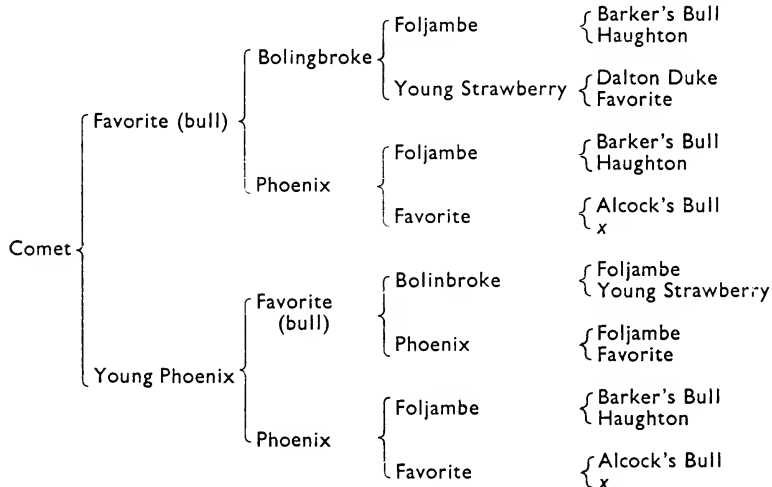 Barker's Bull
Foljambe
Haughton
Bolingbroke
Young Strawberry
Dalton Duke
Favorite
Favorite (bull)
Barker's Bull
Foljambe
Haughton
Phoenix
Favorite
Alcock's Bull
x
Comet
Bolinbroke
Foljambe
Young Strawberry
Favorite
(bull)
Phoenix
Foljambe
Favorite
Young Phoenix
Foljambe
Barker's Bull
Haughton
Phoenix
Favorite
Alcock's Bull
x